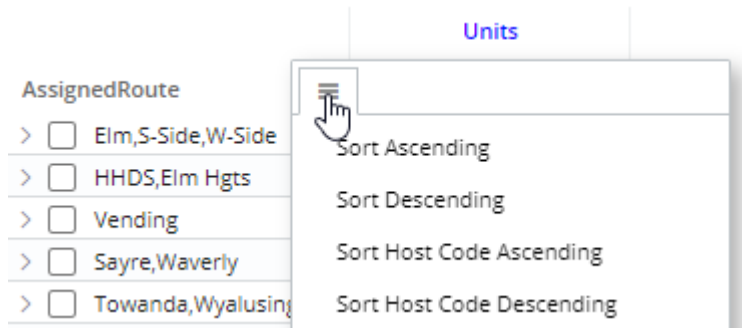 Units
AssignedRoute
Elm,S-Side,W-Side
HHDS,Elm Hgts
Vending
Sayre,Waverly
Towanda,Wyalusing
Sort Ascending
Sort Descending
Sort Host Code Ascending
Sort Host Code Descending